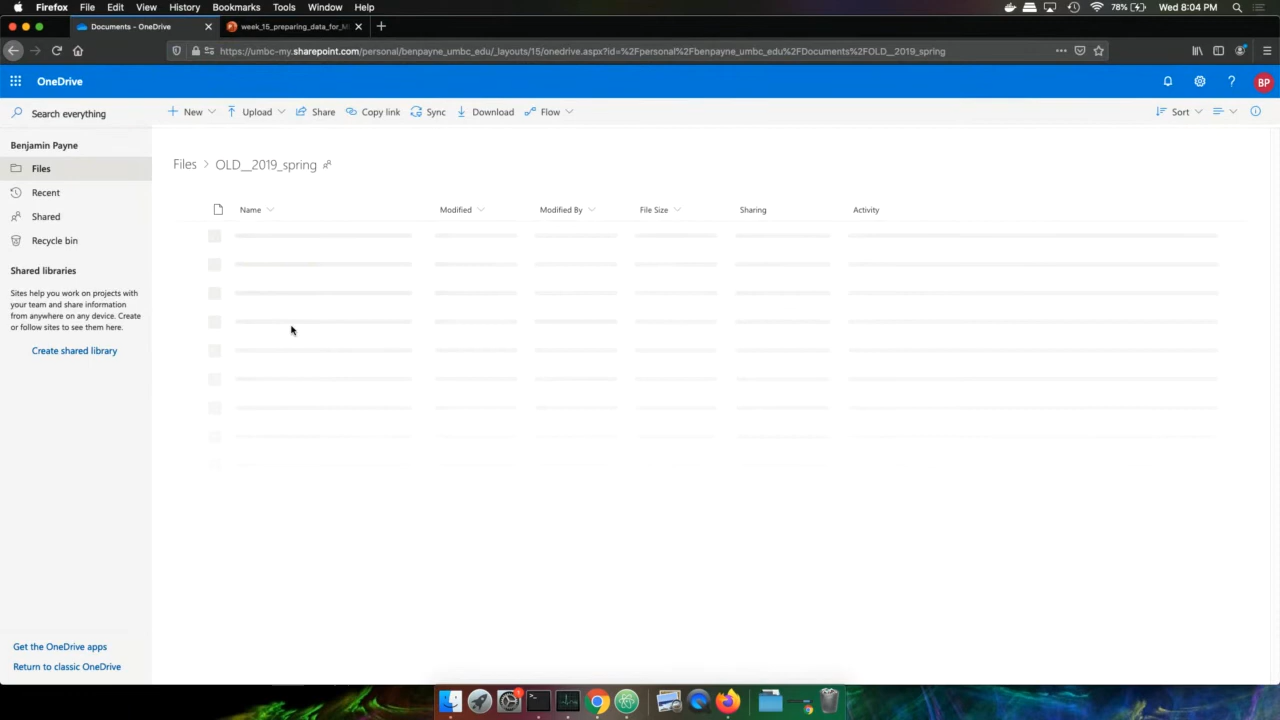 Firefox File Edit View History Bookmarks Tools Window Help 78% Wed 8:04 PM
Documents - OneDrive week_15_preparing_data_for_M
https://umbc-my.sharepoint.com/personal/benpayne_umbc_edu/_layouts/15/onedrive.aspx?id=%2Fpersonal%2Fbenpayne_umbc_edu%2FDocuments%2FOLD__2019_spring
OneDrive BP
Search everything New Upload Share Copy link Sync Download Flow Sort
Benjamin Payne
Files
Recent
Shared
Recycle bin
Shared libraries
Sites help you work on projects with
your team and share information
from anywhere on any device. Create
or follow sites to see them here.
Create shared library
Get the OneDrive apps
Return to classic OneDrive
Files > OLD__2019_spring
Name Modified Modified By File Size Sharing Activity